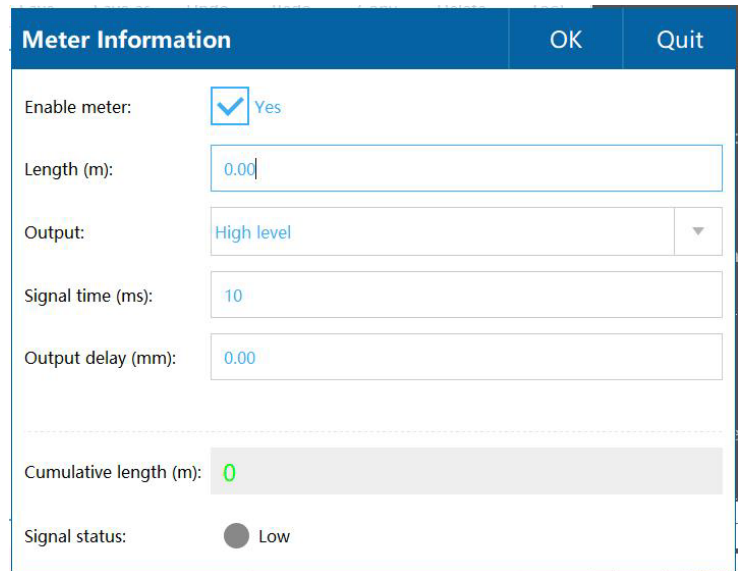 Meter Information OK Quit
Enable meter: Yes
Length (m): 0.00
Output: High level
Signal time (ms): 10
Output delay (mm): 0.00
Cumulative length (m): 0
Signal status: Low